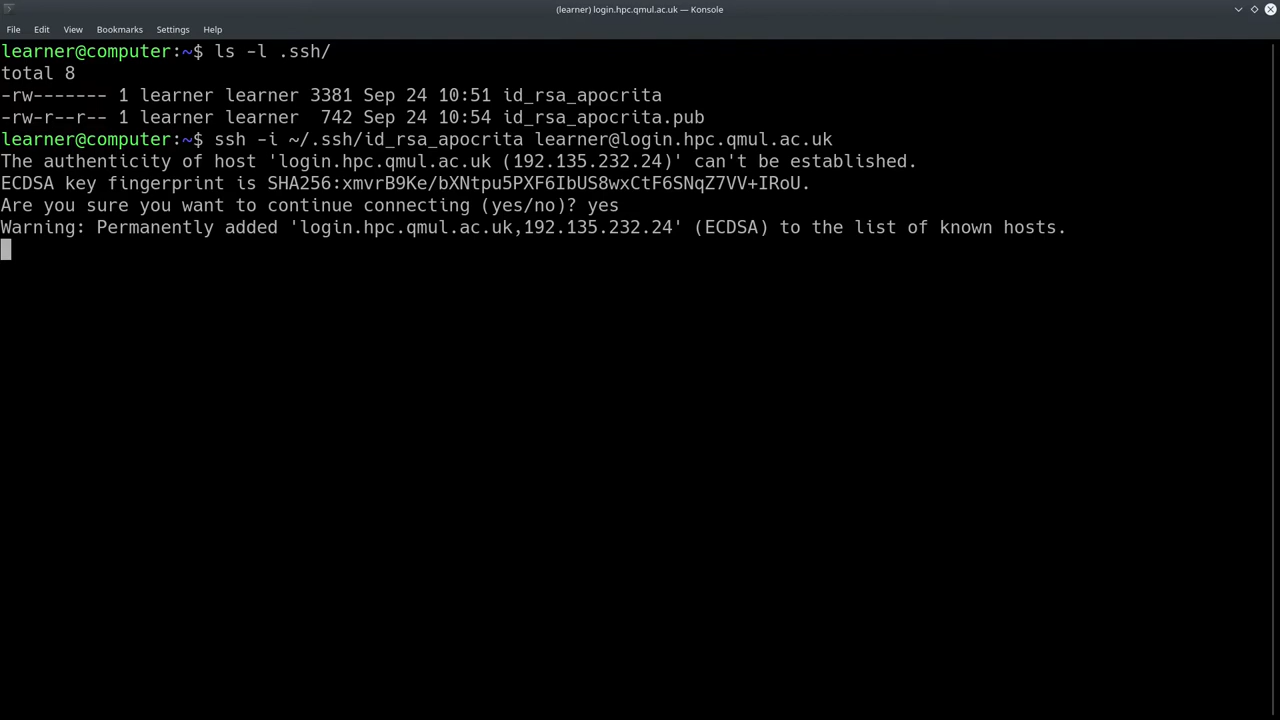 (learner) login.hpc.qmul.ac.uk — Konsole
File Edit View Bookmarks Settings Help
learner@computer:~$ ls -l .ssh/
total 8
-rw------- 1 learner learner 3381 Sep 24 10:51 id_rsa_apocrita
-rw-r--r-- 1 learner learner  742 Sep 24 10:54 id_rsa_apocrita.pub
learner@computer:~$ ssh -i ~/.ssh/id_rsa_apocrita learner@login.hpc.qmul.ac.uk
The authenticity of host 'login.hpc.qmul.ac.uk (192.135.232.24)' can't be established.
ECDSA key fingerprint is SHA256:xmvrB9Ke/bXNtpu5PXF6IbUS8wxCtF6SNqZ7VV+IRoU.
Are you sure you want to continue connecting (yes/no)? yes
Warning: Permanently added 'login.hpc.qmul.ac.uk,192.135.232.24' (ECDSA) to the list of known hosts.